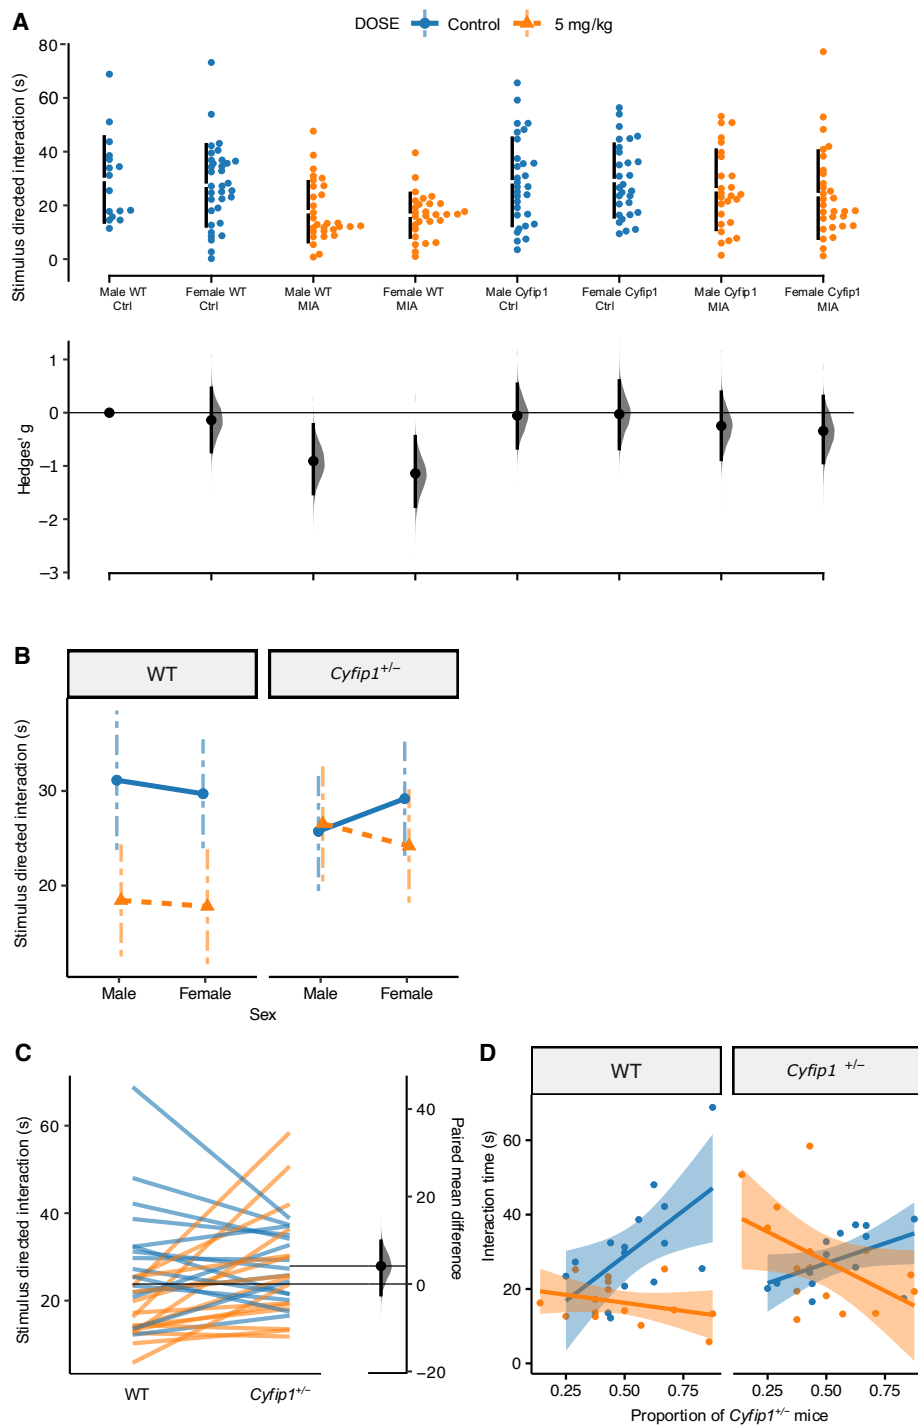 A
DOSE Control 5 mg/kg
Stimulus directed interaction (s)
80
60
40
20
0
Male WT Ctrl
Female WT Ctrl
Male WT MIA
Female WT MIA
Male Cyfip1 Ctrl
Female Cyfip1 Ctrl
Male Cyfip1 MIA
Female Cyfip1 MIA
Hedges' g
1
0
−1
−2
−3
B
WT
Cyfip1+/−
Stimulus directed interaction (s)
30
20
Male Female Male Female
Sex
C
Stimulus directed interaction (s)
60
40
20
WT Cyfip1+/−
40
20
0
−20
Paired mean difference
D
WT
Cyfip1 +/−
Interaction time (s)
60
40
20
0
0.25 0.50 0.75 0.25 0.50 0.75
Proportion of Cyfip1+/− mice